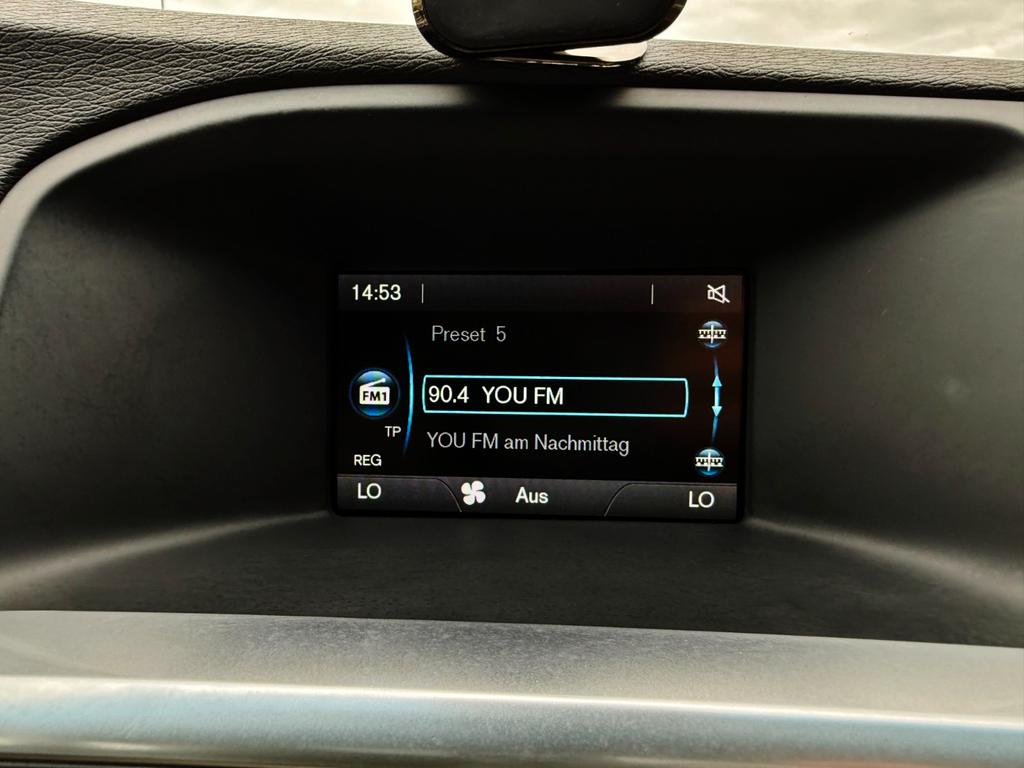 14:53
Preset 5
FM1
90.4 YOU FM
TP
YOU FM am Nachmittag
REG
LO Aus LO